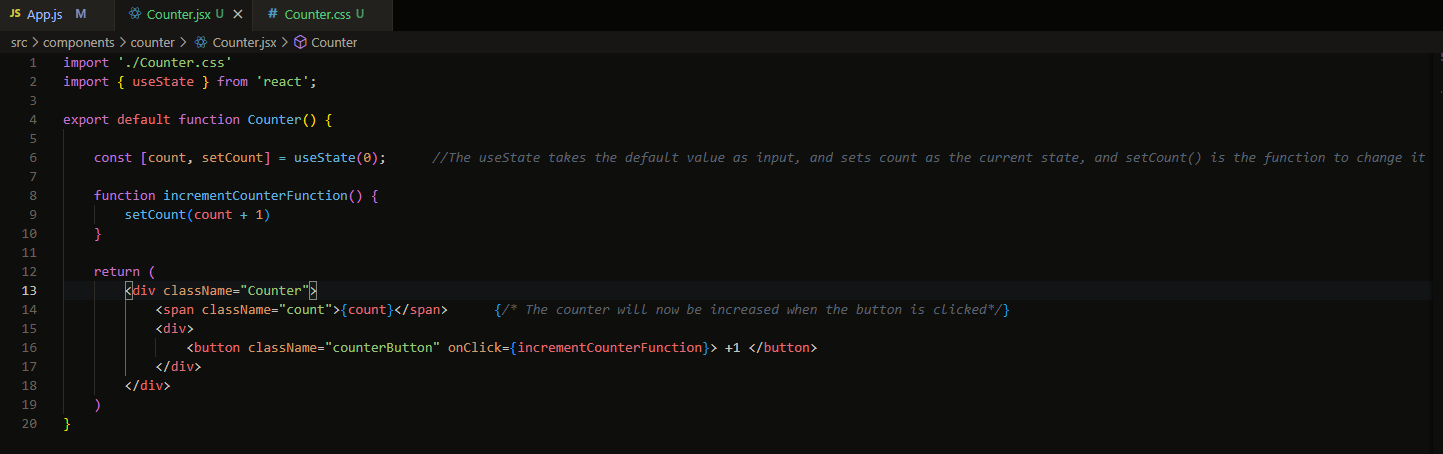 JS App.js M Counter.jsx U × # Counter.css U
src > components > counter > Counter.jsx > Counter
1 import './Counter.css'
2 import { useState } from 'react';
3
4 export default function Counter() {
5
6 const [count, setCount] = useState(0); //The useState takes the default value as input, and sets count as the current state, and setCount() is the function to change it
7
8 function incrementCounterFunction() {
9 setCount(count + 1)
10 }
11
12 return (
13 <div className="Counter">
14 <span className="count">{count}</span> {/* The counter will now be increased when the button is clicked*/}
15 <div>
16 <button className="counterButton" onClick={incrementCounterFunction}> +1 </button>
17 </div>
18 </div>
19 )
20 }